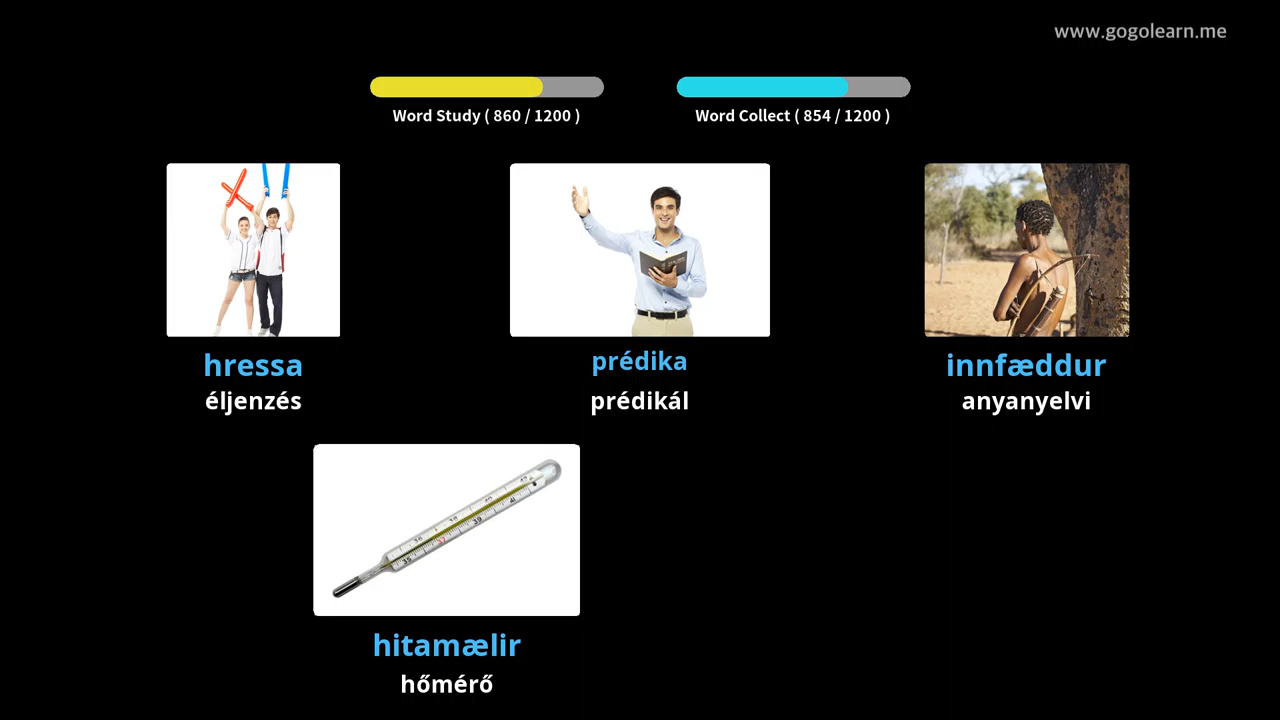 www.gogolearn.me
Word Study ( 860 / 1200 )
Word Collect ( 854 / 1200 )
hressa
éljenzés
prédika
prédikál
innfæddur
anyanyelvi
hitamælir
hőmérő